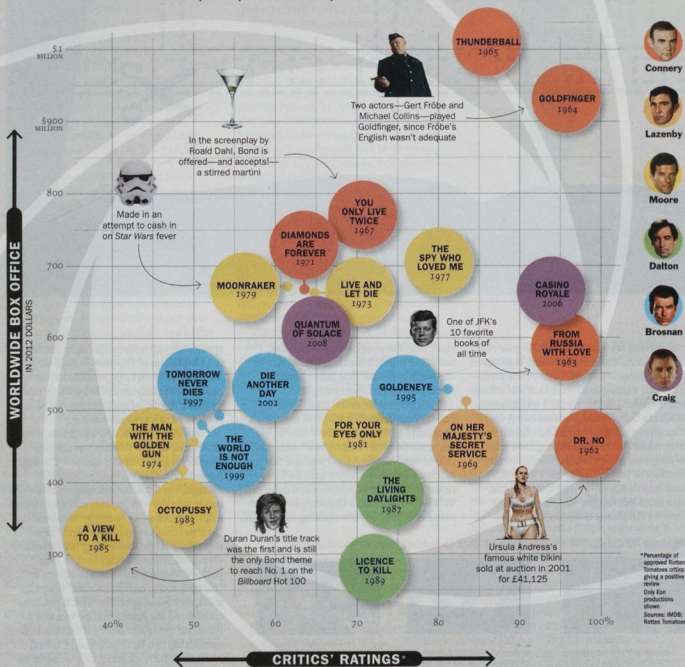 $1
BILLION
THUNDERBALL
1965
Connery
$900
MILLION
GOLDFINGER
1964
Two actors—Gert Fröbe and
Michael Collins—played
Goldfinger, since Fröbe's
English wasn't adequate
Lazenby
In the screenplay by
Roald Dahl, Bond is
offered—and accepts!—
a stirred martini
800
Moore
Made in an
attempt to cash in
on Star Wars fever
YOU
ONLY LIVE
TWICE
1967
DIAMONDS
ARE
FOREVER
1971
THE
SPY WHO
LOVED ME
1977
Dalton
700
MOONRAKER
1979
LIVE AND
LET DIE
1973
CASINO
ROYALE
2006
QUANTUM
OF SOLACE
2008
One of JFK's
10 favorite
books of
all time
Brosnan
600
FROM
RUSSIA
WITH LOVE
1963
WORLDWIDE BOX OFFICE
IN 2012 DOLLARS
TOMORROW
NEVER
DIES
1997
DIE
ANOTHER
DAY
2002
GOLDENEYE
1995
Craig
500
THE MAN
WITH THE
GOLDEN
GUN
1974
THE
WORLD
IS NOT
ENOUGH
1999
FOR YOUR
EYES ONLY
1981
ON HER
MAJESTY'S
SECRET
SERVICE
1969
DR. NO
1962
400
OCTOPUSSY
1983
THE
LIVING
DAYLIGHTS
1987
A VIEW
TO A KILL
1985
Duran Duran's title track
was the first and is still
the only Bond theme
to reach No. 1 on the
Billboard Hot 100
Ursula Andress's
famous white bikini
sold at auction in 2001
for £41,125
300
LICENCE
TO KILL
1989
*Percentage of
approved Rotten
Tomatoes critics
giving a positive
review
Only Eon
productions
shown
Sources: IMDB;
Rotten Tomatoes
40%
50
60
70
80
90
100%
CRITICS' RATINGS*